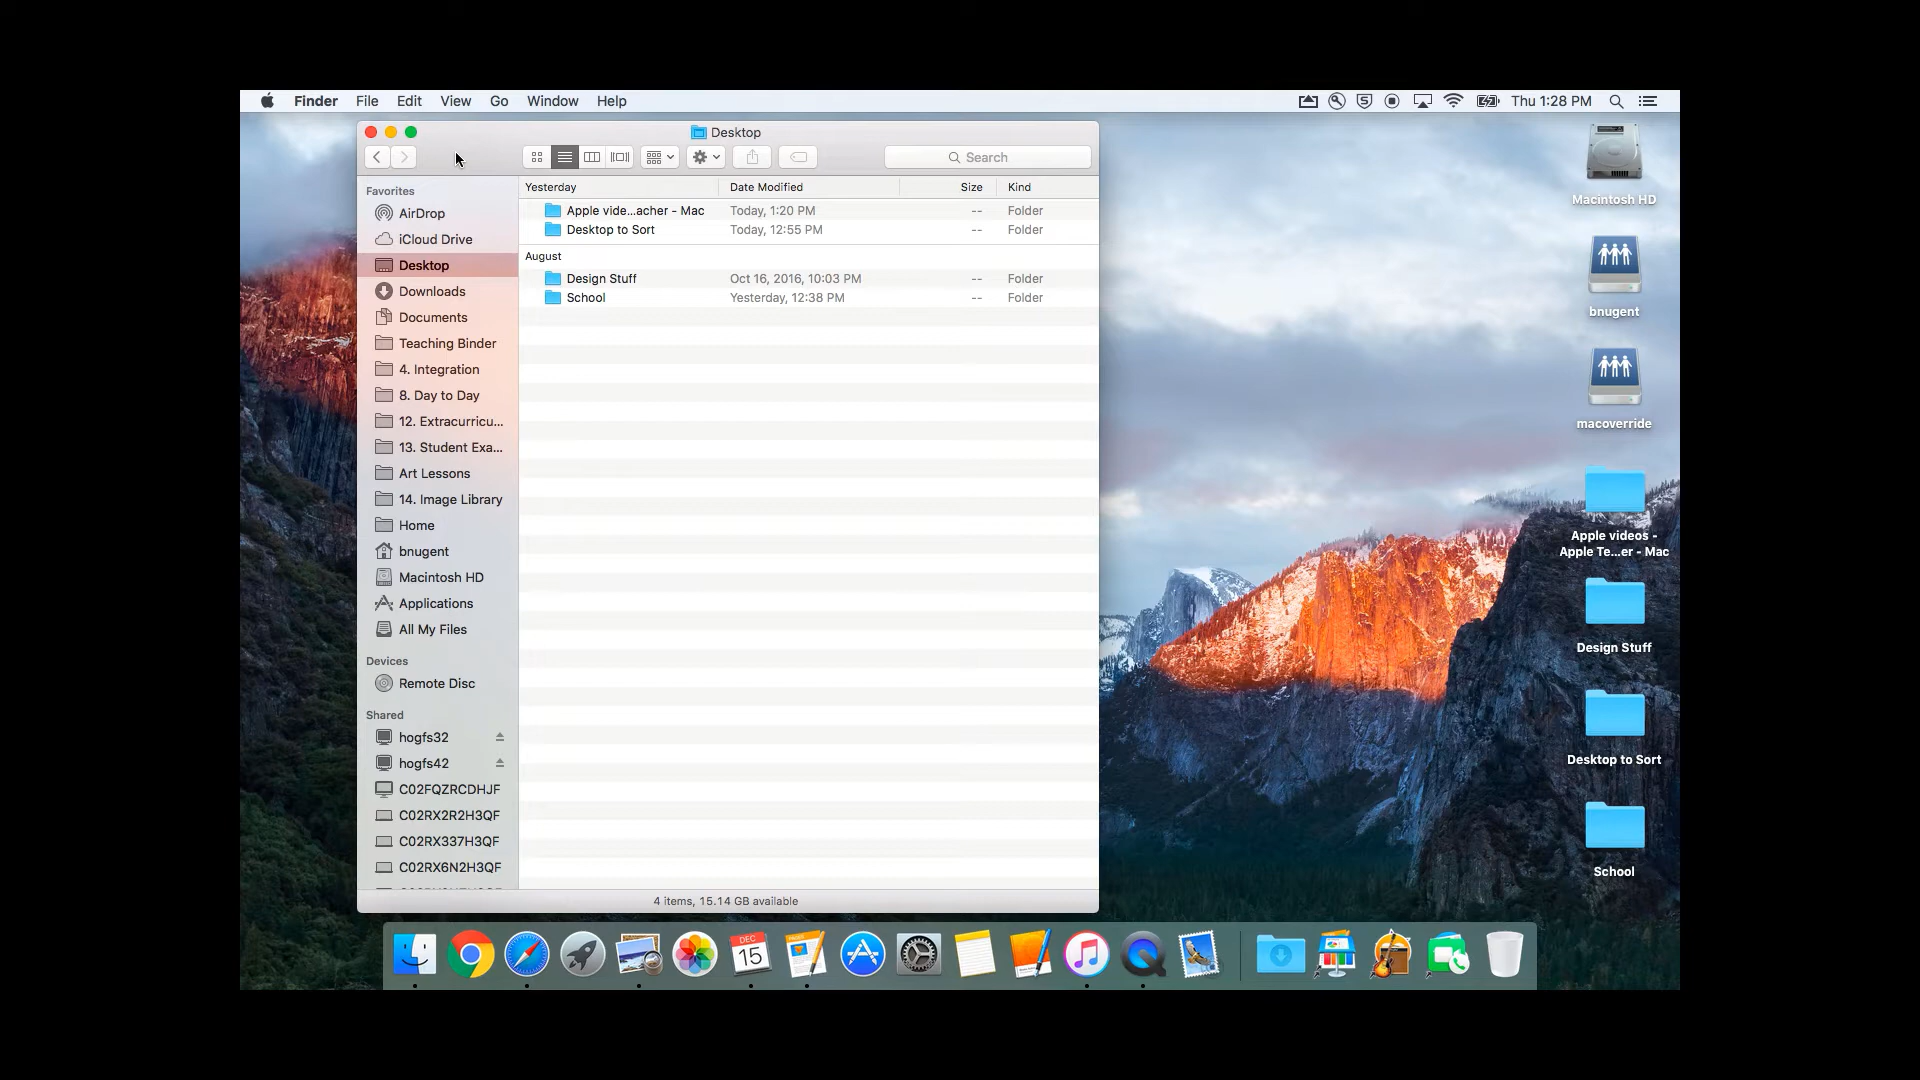 Finder File Edit View Go Window Help Thu 1:28 PM
Desktop
Search
Favorites
AirDrop
iCloud Drive
Desktop
Downloads
Documents
Teaching Binder
4. Integration
8. Day to Day
12. Extracurricu...
13. Student Exa...
Art Lessons
14. Image Library
Home
bnugent
Macintosh HD
Applications
All My Files
Devices
Remote Disc
Shared
hogfs32
hogfs42
C02FQZRCDHJF
C02RX2R2H3QF
C02RX337H3QF
C02RX6N2H3QF
Yesterday Date Modified Size Kind
Apple vide...acher - Mac Today, 1:20 PM -- Folder
Desktop to Sort Today, 12:55 PM -- Folder
August
Design Stuff Oct 16, 2016, 10:03 PM -- Folder
School Yesterday, 12:38 PM -- Folder
4 items, 15.14 GB available
Macintosh HD
bnugent
macoverride
Apple videos -
Apple Te...er - Mac
Design Stuff
Desktop to Sort
School
DEC
15